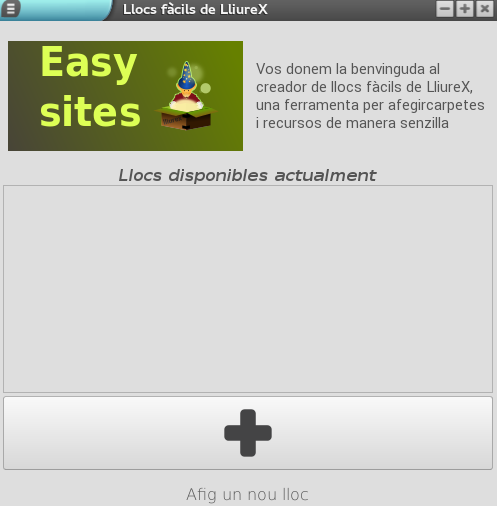 Llocs fàcils de LliureX
Easy
sites
Vos donem la benvinguda al
creador de llocs fàcils de LliureX,
una ferramenta per afegircarpetes
i recursos de manera senzilla
Llocs disponibles actualment
Afig un nou lloc